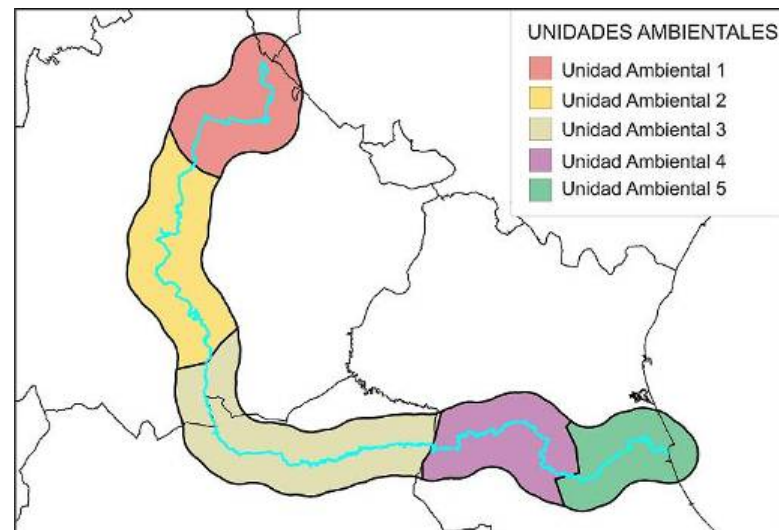 UNIDADES AMBIENTALES
Unidad Ambiental 1
Unidad Ambiental 2
Unidad Ambiental 3
Unidad Ambiental 4
Unidad Ambiental 5